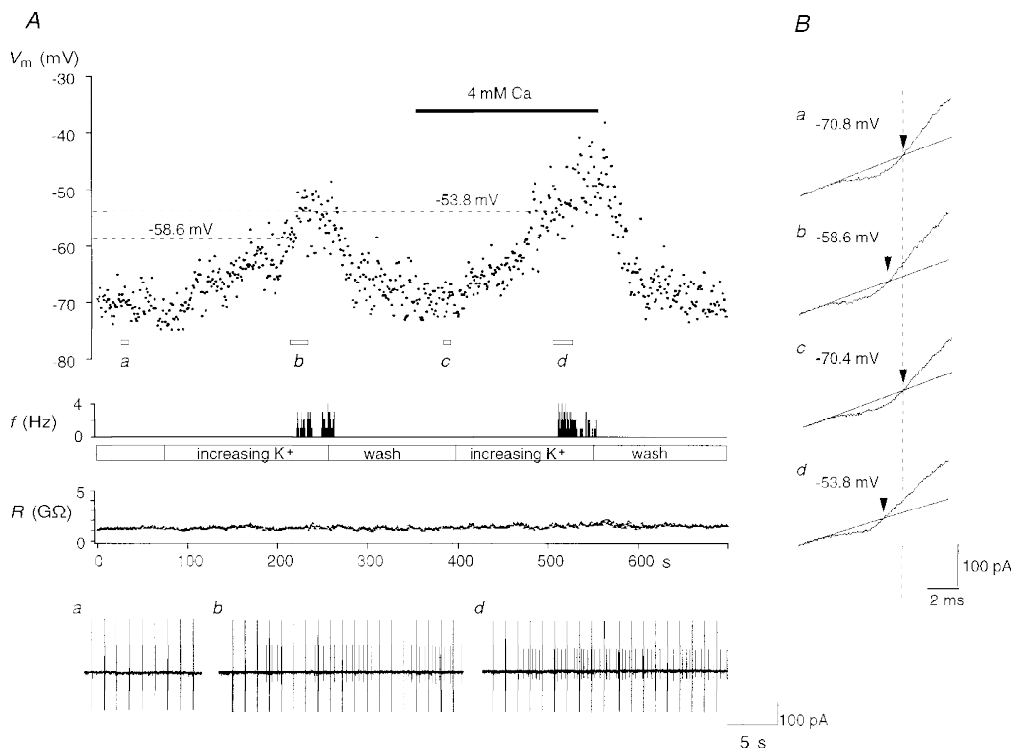 A
B
Vm (mV)
-30
-40
-50
-60
-70
-80
4 mM Ca
-53.8 mV
-58.6 mV
a
b
c
d
f (Hz)
4
0
increasing K+
wash
increasing K+
wash
R (GΩ)
5
0
0
100
200
300
400
500
600
s
a
b
d
100 pA
5 s
a
-70.8 mV
b
-58.6 mV
c
-70.4 mV
d
-53.8 mV
100 pA
2 ms